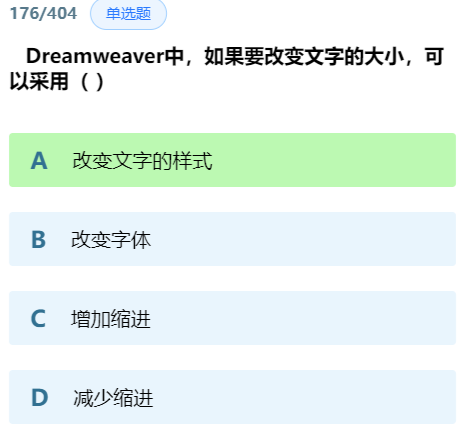 176/404 单选题
Dreamweaver中，如果要改变文字的大小，可
以采用（ ）
A 改变文字的样式
B 改变字体
C 增加缩进
D 减少缩进